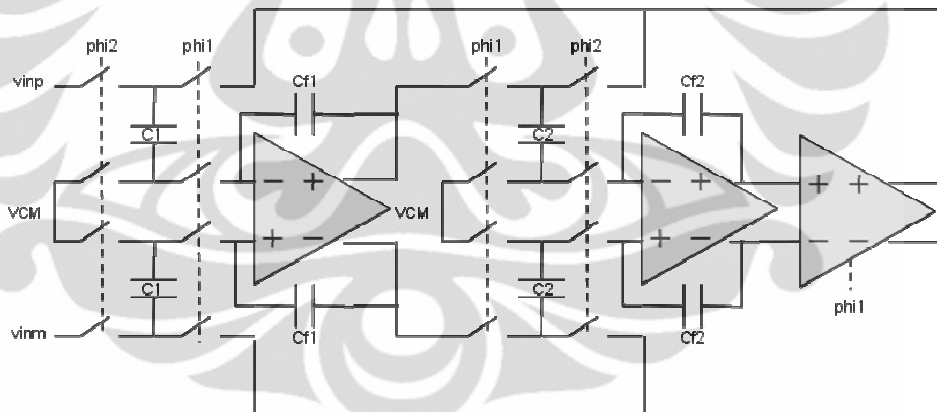 phi2 phi1 phi1 phi2
vinp Cf1 Cf2
C1 C2
- + - + + +
VCM VCM
+ - + - - -
C1 C2
phi1
vinm Cf1 Cf2